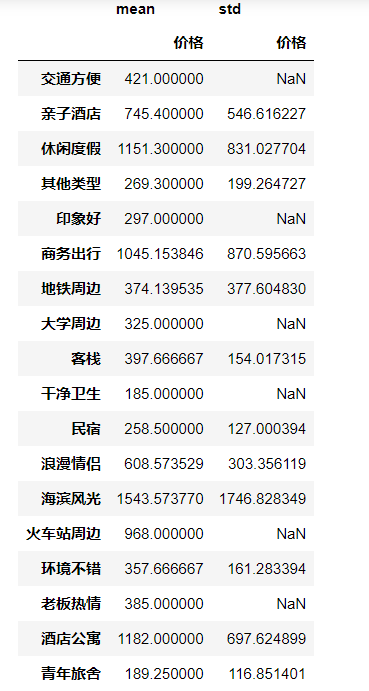 mean std
价格 价格
交通方便 421.000000 NaN
亲子酒店 745.400000 546.616227
休闲度假 1151.300000 831.027704
其他类型 269.300000 199.264727
印象好 297.000000 NaN
商务出行 1045.153846 870.595663
地铁周边 374.139535 377.604830
大学周边 325.000000 NaN
客栈 397.666667 154.017315
干净卫生 185.000000 NaN
民宿 258.500000 127.000394
浪漫情侣 608.573529 303.356119
海滨风光 1543.573770 1746.828349
火车站周边 968.000000 NaN
环境不错 357.666667 161.283394
老板热情 385.000000 NaN
酒店公寓 1182.000000 697.624899
青年旅舍 189.250000 116.851401